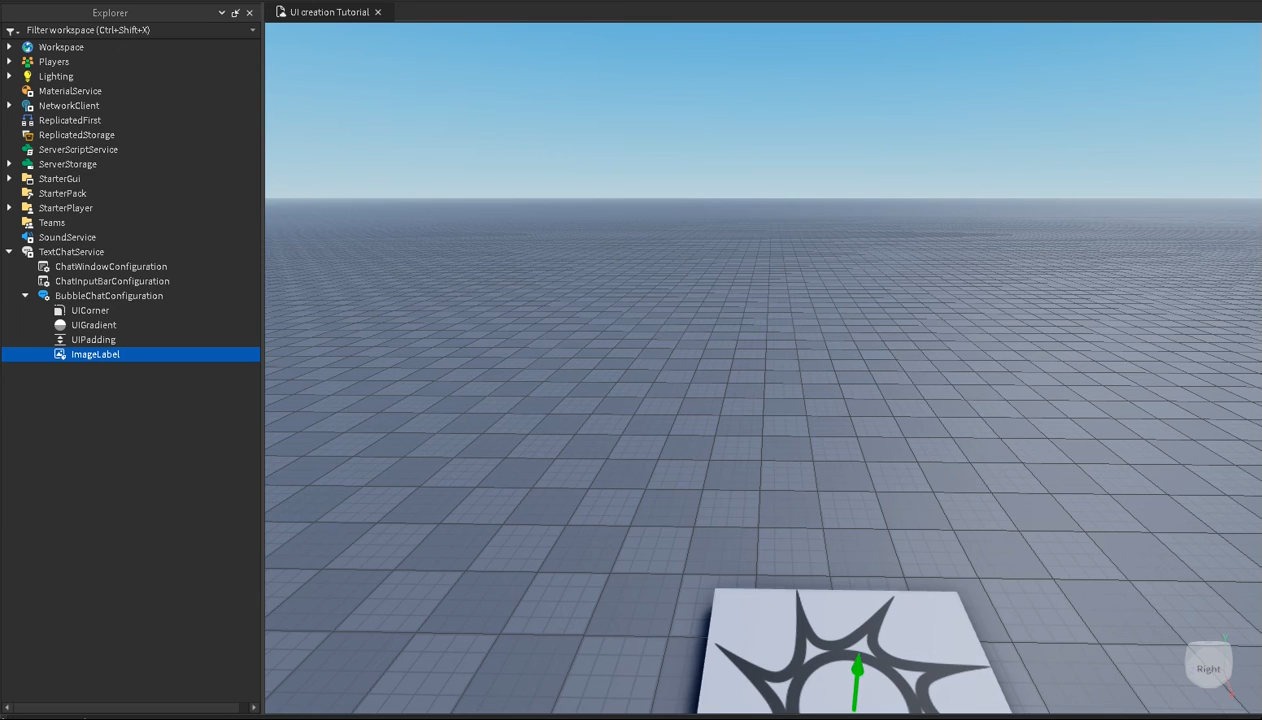 Explorer
UI creation Tutorial
Filter workspace (Ctrl+Shift+X)
Workspace
Players
Lighting
MaterialService
NetworkClient
ReplicatedFirst
ReplicatedStorage
ServerScriptService
ServerStorage
StarterGui
StarterPack
StarterPlayer
Teams
SoundService
TextChatService
ChatWindowConfiguration
ChatInputBarConfiguration
BubbleChatConfiguration
UICorner
UIGradient
UIPadding
ImageLabel
Y
Right